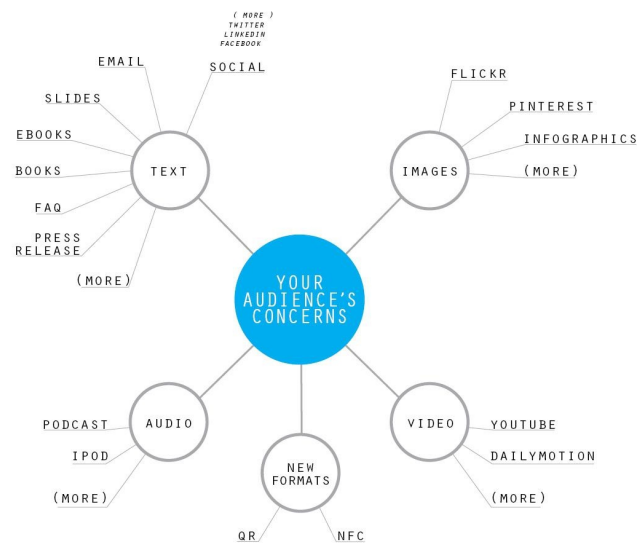 ( MORE )
TWITTER
LINKEDIN
FACEBOOK
SOCIAL
EMAIL
SLIDES
EBOOKS
BOOKS
FAQ
PRESS
RELEASE
(MORE)
TEXT
FLICKR
PINTEREST
INFOGRAPHICS
(MORE)
IMAGES
YOUR
AUDIENCE'S
CONCERNS
AUDIO
PODCAST
IPOD
(MORE)
NEW
FORMATS
QR
NFC
VIDEO
YOUTUBE
DAILYMOTION
(MORE)